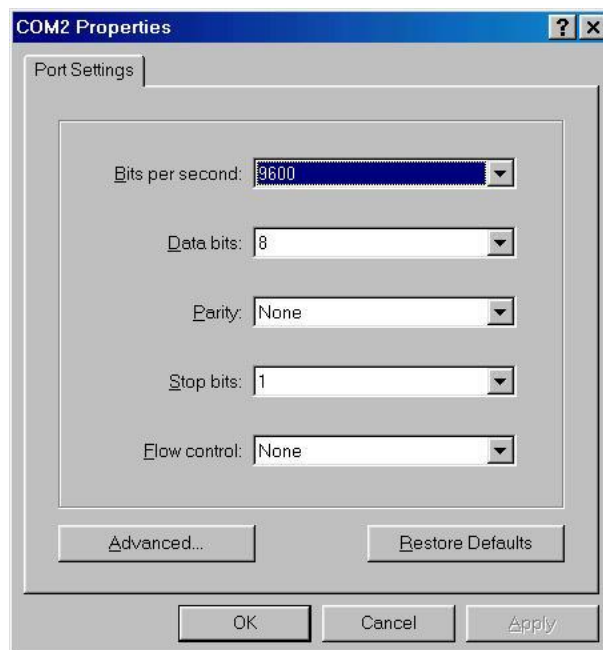 COM2 Properties
Port Settings
Bits per second: 9600
Data bits: 8
Parity: None
Stop bits: 1
Flow control: None
Advanced... Restore Defaults
OK Cancel Apply